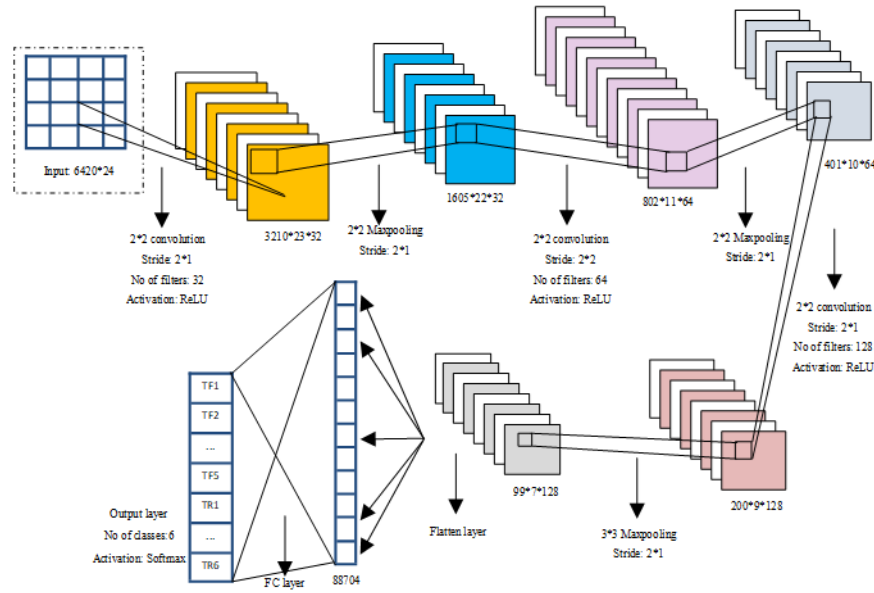 Input: 6420*24
3210*23*32
1605*22*32
802*11*64
401*10*64
2*2 convolution
Stride: 2*1
No of filters: 32
Activation: ReLU
2*2 Maxpooling
Stride: 2*1
2*2 convolution
Stride: 2*2
No of filters: 64
Activation: ReLU
2*2 Maxpooling
Stride: 2*1
2*2 convolution
Stride: 2*1
No of filters: 128
Activation: ReLU
200*9*128
3*3 Maxpooling
Stride: 2*1
99*7*128
Flatten layer
88704
FC layer
TF1
TF2
...
TF5
TR1
...
TR6
Output layer
No of classes:6
Activation: Softmax